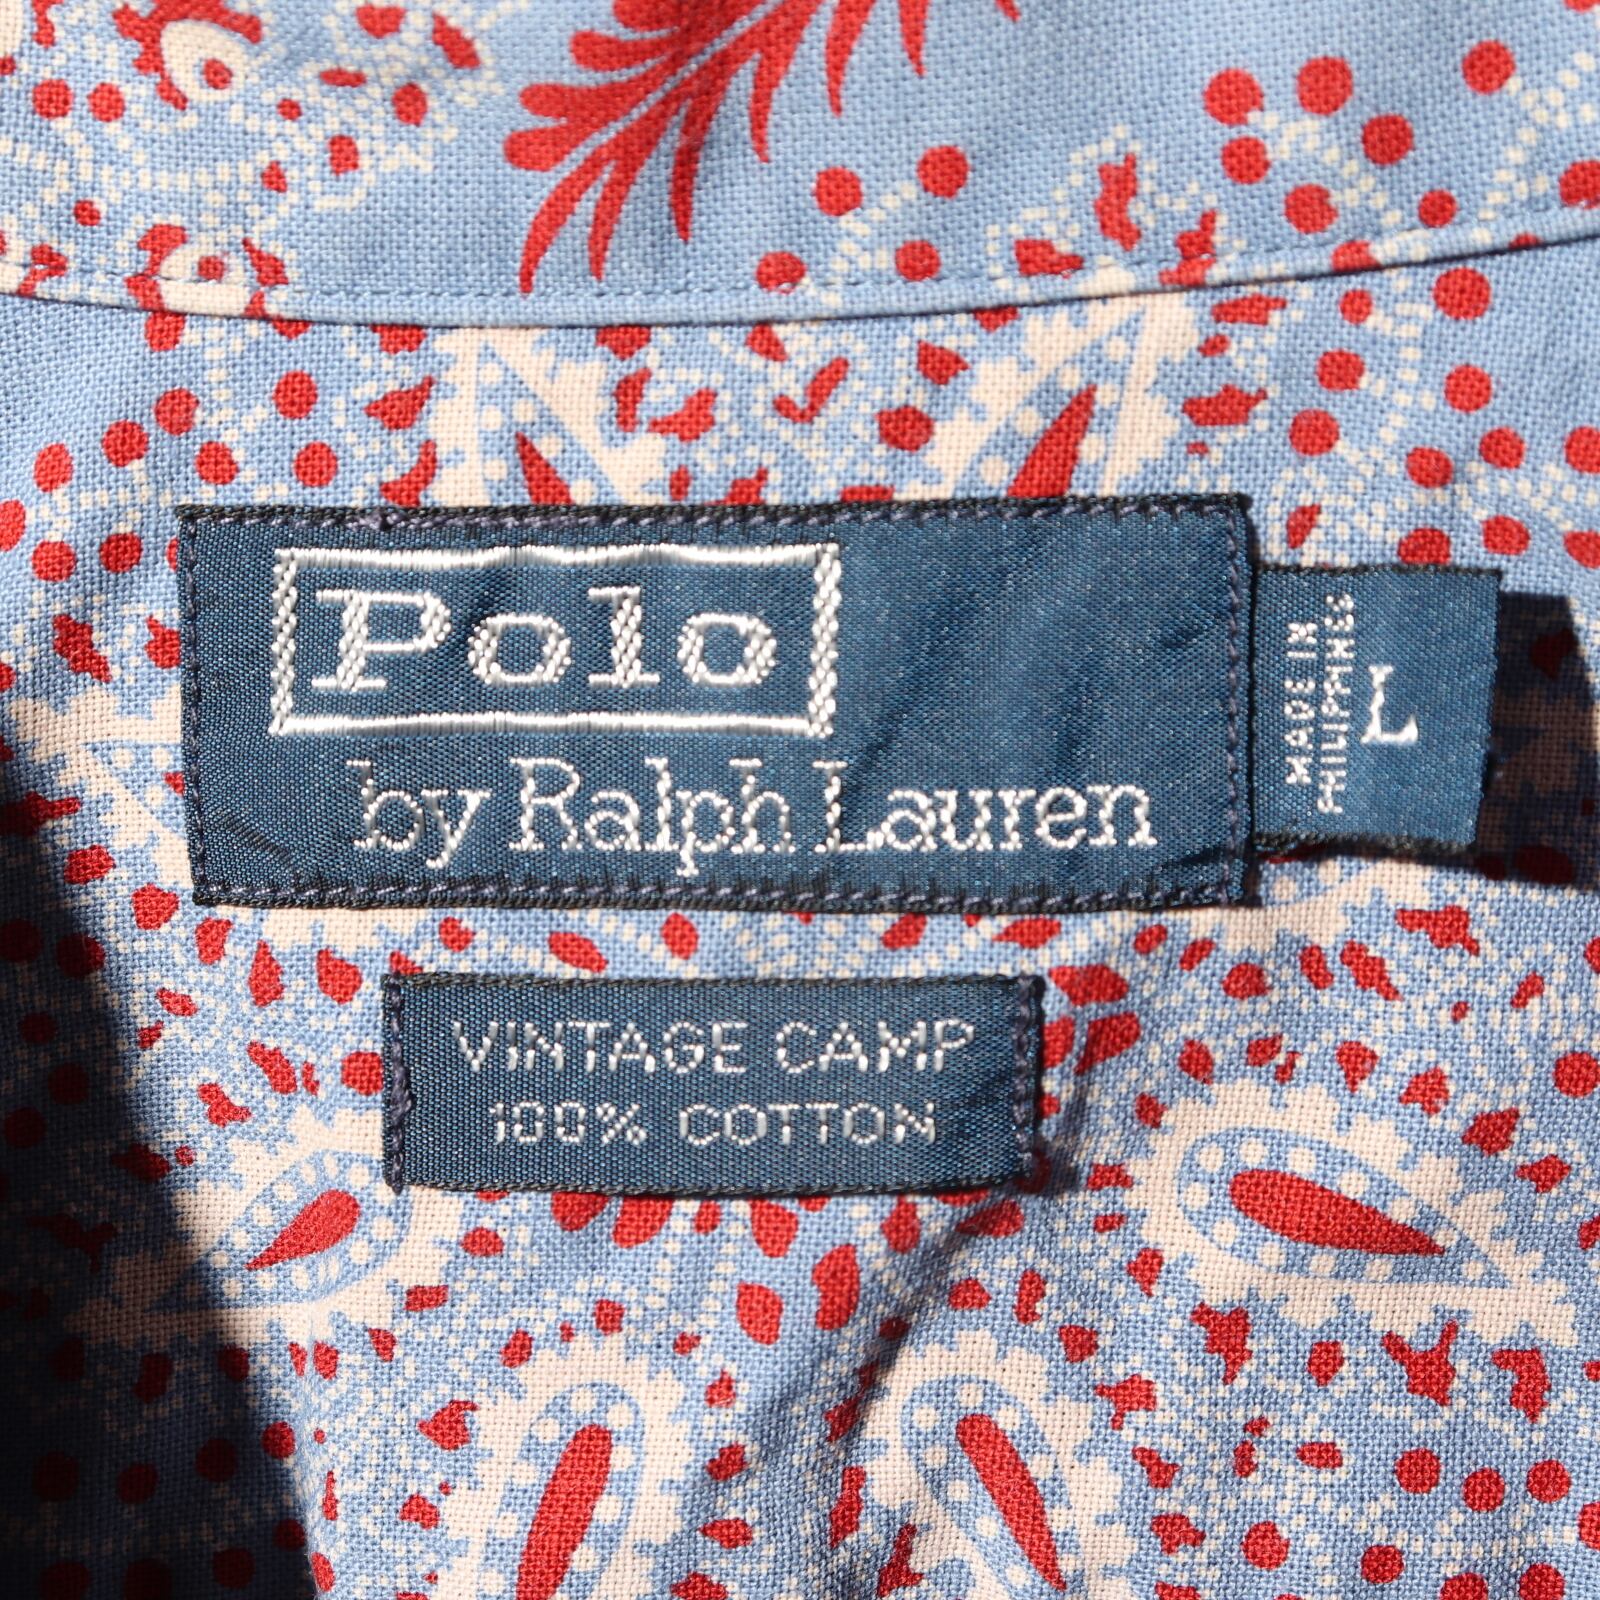 Polo
by Ralph Lauren
MADE IN
PHILIPPINES
L
VINTAGE CAMP
100% COTTON